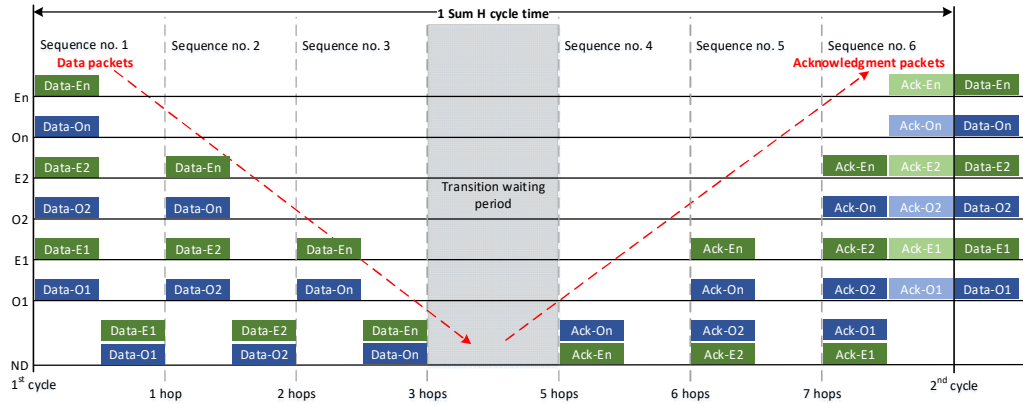 1 Sum H cycle time
Sequence no. 1 Sequence no. 2 Sequence no. 3 Sequence no. 4 Sequence no. 5 Sequence no. 6
Data packets Acknowledgment packets
En Data-En Ack-En Data-En
On Data-On Ack-On Data-On
E2 Data-E2 Data-En Ack-En Ack-E2 Data-E2
Transition waiting
period
O2 Data-O2 Data-On Ack-On Ack-O2 Data-O2
E1 Data-E1 Data-E2 Data-En Ack-En Ack-E2 Ack-E1 Data-E1
O1 Data-O1 Data-O2 Data-On Ack-On Ack-O2 Ack-O1 Data-O1
Data-E1 Data-E2 Data-En Ack-On Ack-O2 Ack-O1
ND Data-O1 Data-O2 Data-On Ack-En Ack-E2 Ack-E1
1st cycle 1 hop 2 hops 3 hops 5 hops 6 hops 7 hops 2nd cycle